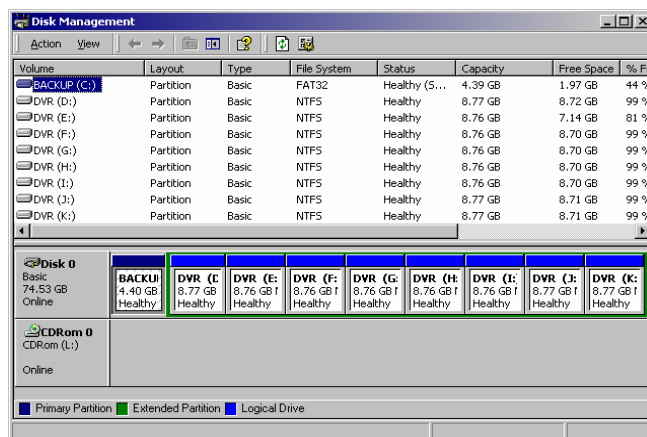 Disk Management
Action View
Volume Layout Type File System Status Capacity Free Space % F
BACKUP (C:) Partition Basic FAT32 Healthy (S... 4.39 GB 1.97 GB 44 %
DVR (D:) Partition Basic NTFS Healthy 8.77 GB 8.72 GB 99 %
DVR (E:) Partition Basic NTFS Healthy 8.77 GB 7.14 GB 81 %
DVR (F:) Partition Basic NTFS Healthy 8.76 GB 8.70 GB 99 %
DVR (G:) Partition Basic NTFS Healthy 8.76 GB 8.70 GB 99 %
DVR (H:) Partition Basic NTFS Healthy 8.76 GB 8.70 GB 99 %
DVR (I:) Partition Basic NTFS Healthy 8.76 GB 8.70 GB 99 %
DVR (J:) Partition Basic NTFS Healthy 8.77 GB 8.71 GB 99 %
DVR (K:) Partition Basic NTFS Healthy 8.77 GB 8.71 GB 99 %
Disk 0
Basic
74.53 GB
Online
BACKU
4.40 GB
Healthy
DVR (D
8.77 GB
Healthy
DVR (E:
8.76 GB
Healthy
DVR (F:
8.76 GB
Healthy
DVR (G:
8.76 GB
Healthy
DVR (H
8.76 GB
Healthy
DVR (I:
8.76 GB
Healthy
DVR (J:
8.77 GB
Healthy
DVR (K:
8.77 GB
Healthy
CDRom 0
CDRom (L:)
Online
Primary Partition Extended Partition Logical Drive